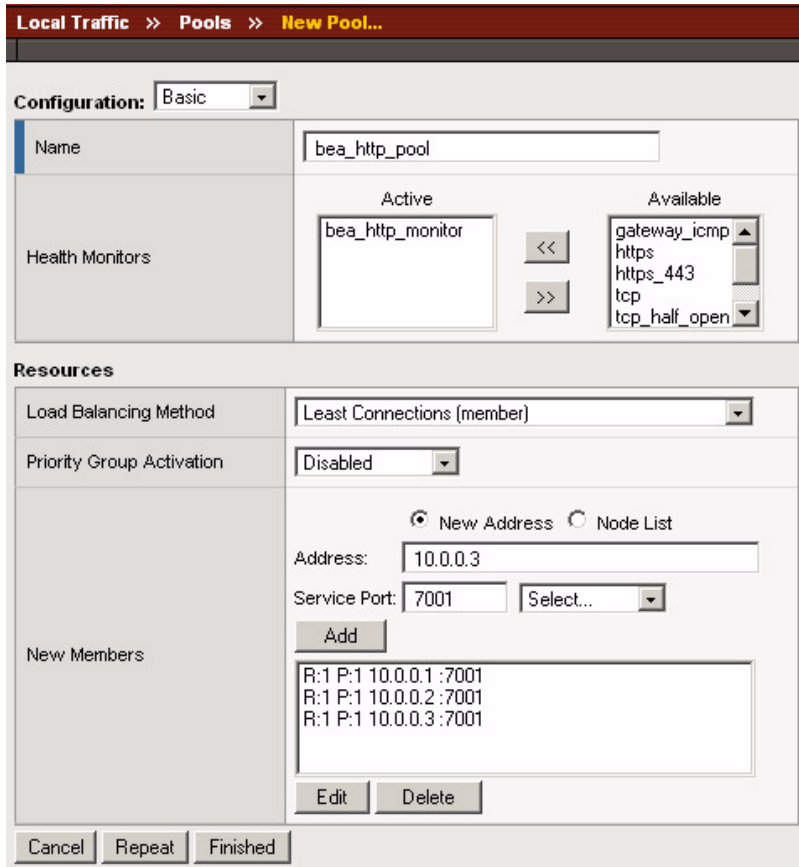 Local Traffic >> Pools >> New Pool...
Configuration: Basic
Name bea_http_pool
Active Available
Health Monitors
bea_http_monitor
<<
>>
gateway_icmp
https
https_443
tcp
tcp_half_open
Resources
Load Balancing Method Least Connections (member)
Priority Group Activation Disabled
New Members
New Address Node List
Address: 10.0.0.3
Service Port: 7001 Select...
Add
R:1 P:1 10.0.0.1 :7001
R:1 P:1 10.0.0.2 :7001
R:1 P:1 10.0.0.3 :7001
Edit Delete
Cancel Repeat Finished